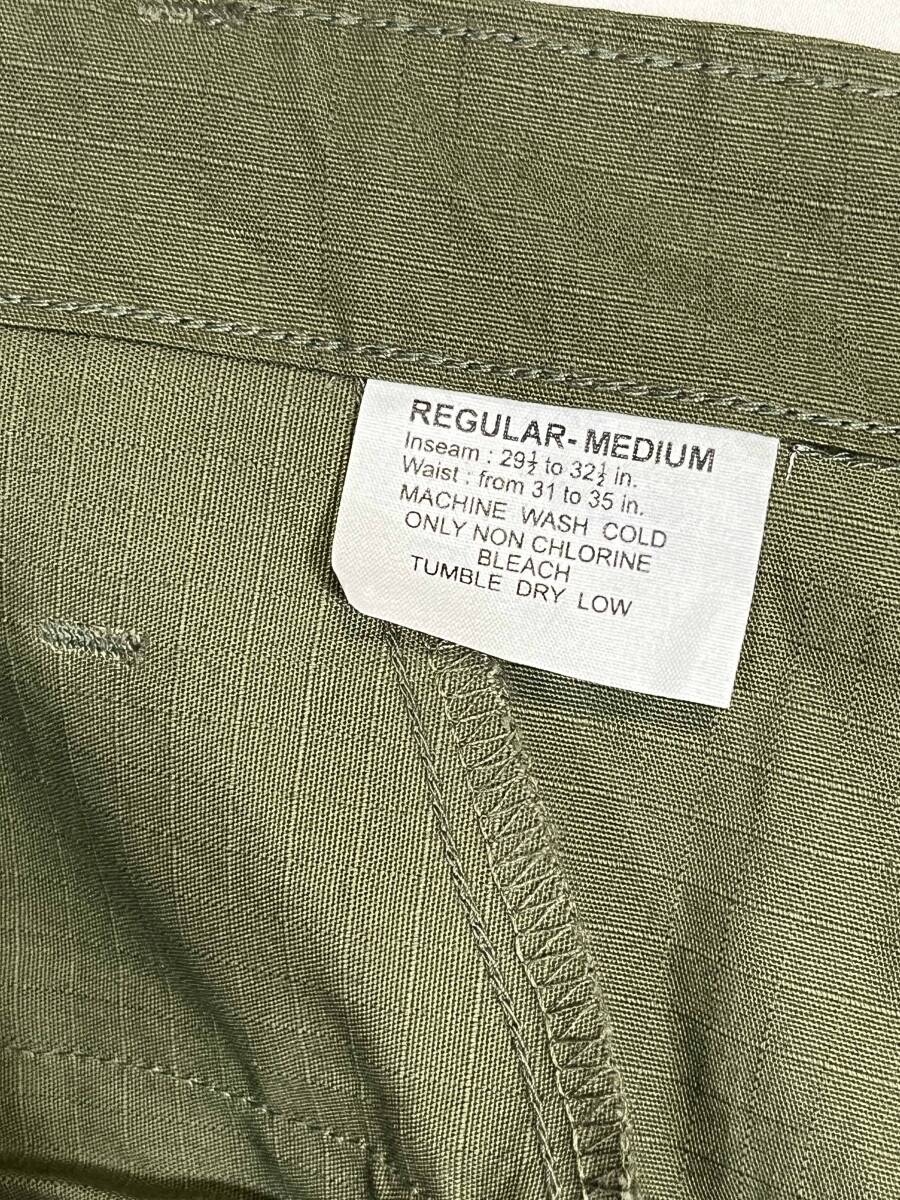 REGULAR- MEDIUM
Inseam : 29½ to 32½ in.
Waist : from 31 to 35 in.
MACHINE WASH COLD
ONLY NON CHLORINE
BLEACH
TUMBLE DRY LOW